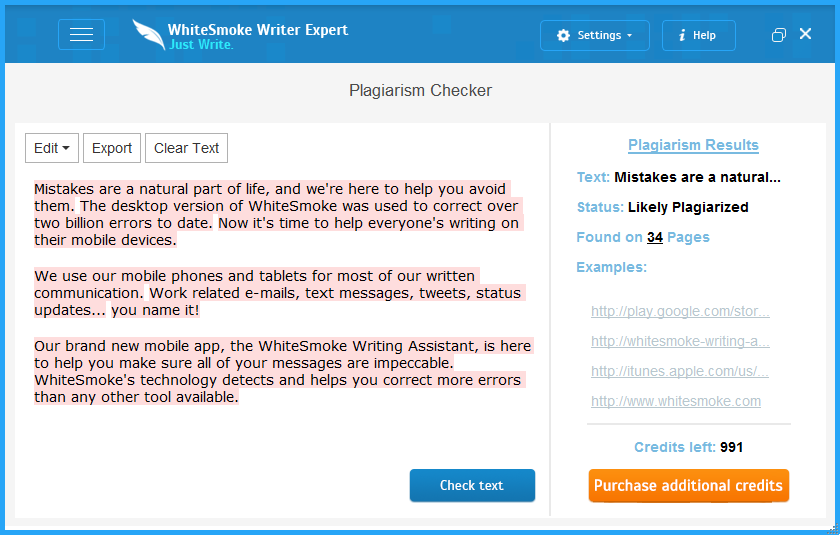 WhiteSmoke Writer Expert
Just Write.
Settings
Help
Plagiarism Checker
Edit
Export
Clear Text
Mistakes are a natural part of life, and we're here to help you avoid
them. The desktop version of WhiteSmoke was used to correct over
two billion errors to date. Now it's time to help everyone's writing on
their mobile devices.
We use our mobile phones and tablets for most of our written
communication. Work related e-mails, text messages, tweets, status
updates... you name it!
Our brand new mobile app, the WhiteSmoke Writing Assistant, is here
to help you make sure all of your messages are impeccable.
WhiteSmoke's technology detects and helps you correct more errors
than any other tool available.
Check text
Plagiarism Results
Text: Mistakes are a natural...
Status: Likely Plagiarized
Found on 34 Pages
Examples:
http://play.google.com/stor...
http://whitesmoke-writing-a...
http://itunes.apple.com/us/...
http://www.whitesmoke.com
Credits left: 991
Purchase additional credits